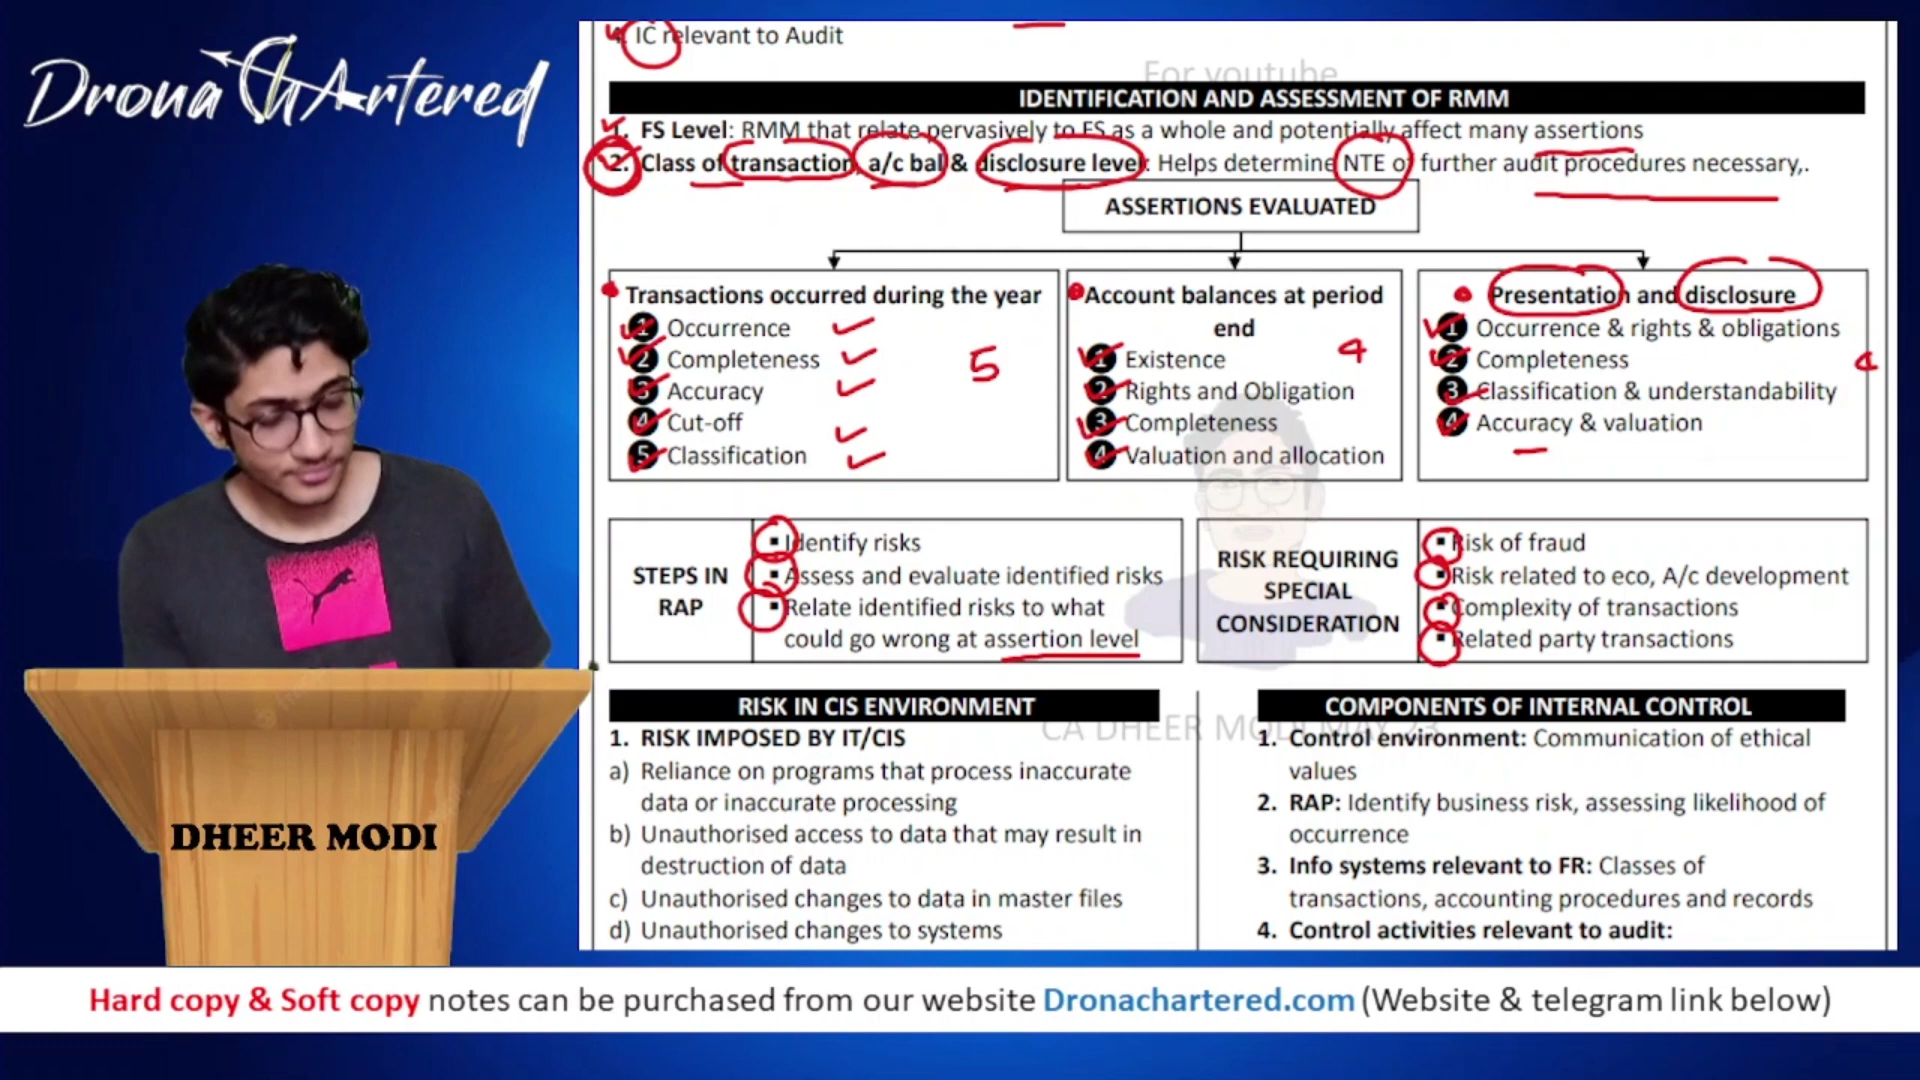 Drona Chartered
DHEER MODI
4. IC relevant to Audit
For youtube
IDENTIFICATION AND ASSESSMENT OF RMM
1. FS Level: RMM that relate pervasively to FS as a whole and potentially affect many assertions
2. Class of transaction, a/c bal & disclosure level: Helps determine NTE of further audit procedures necessary,.
ASSERTIONS EVALUATED
Transactions occurred during the year
1 Occurrence
2 Completeness
3 Accuracy
4 Cut-off
5 Classification
5
Account balances at period
end
1 Existence
2 Rights and Obligation
3 Completeness
4 Valuation and allocation
4
Presentation and disclosure
1 Occurrence & rights & obligations
2 Completeness
3 Classification & understandability
4 Accuracy & valuation
4
STEPS IN
RAP
▪ Identify risks
▪ Assess and evaluate identified risks
▪ Relate identified risks to what
could go wrong at assertion level
RISK REQUIRING
SPECIAL
CONSIDERATION
▪ Risk of fraud
▪ Risk related to eco, A/c development
▪ Complexity of transactions
▪ Related party transactions
RISK IN CIS ENVIRONMENT
1. RISK IMPOSED BY IT/CIS
a) Reliance on programs that process inaccurate
data or inaccurate processing
b) Unauthorised access to data that may result in
destruction of data
c) Unauthorised changes to data in master files
d) Unauthorised changes to systems
CA DHEER MODI MAY 23
COMPONENTS OF INTERNAL CONTROL
1. Control environment: Communication of ethical
values
2. RAP: Identify business risk, assessing likelihood of
occurrence
3. Info systems relevant to FR: Classes of
transactions, accounting procedures and records
4. Control activities relevant to audit:
Hard copy & Soft copy notes can be purchased from our website Dronachartered.com (Website & telegram link below)